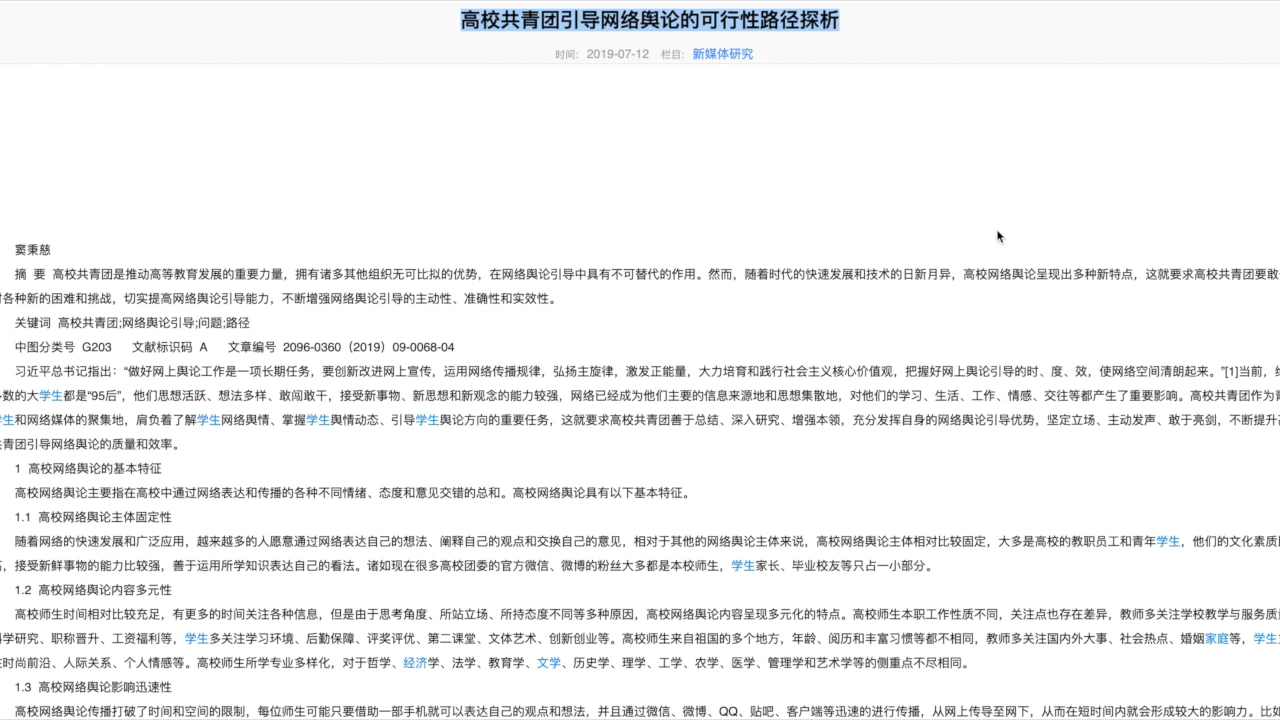 高校共青团引导网络舆论的可行性路径探析
时间: 2019-07-12 栏目: 新媒体研究
窦秉慈
摘 要 高校共青团是推动高等教育发展的重要力量，拥有诸多其他组织无可比拟的优势，在网络舆论引导中具有不可替代的作用。然而，随着时代的快速发展和技术的日新月异，高校网络舆论呈现出多种新特点，这就要求高校共青团要敢
各种新的困难和挑战，切实提高网络舆论引导能力，不断增强网络舆论引导的主动性、准确性和实效性。
关键词 高校共青团;网络舆论引导;问题;路径
中图分类号 G203 文献标识码 A 文章编号 2096-0360（2019）09-0068-04
习近平总书记指出：“做好网上舆论工作是一项长期任务，要创新改进网上宣传，运用网络传播规律，弘扬主旋律，激发正能量，大力培育和践行社会主义核心价值观，把握好网上舆论引导的时、度、效，使网络空间清朗起来。”[1]当前，
数的大学生都是“95后”，他们思想活跃、想法多样、敢闯敢干，接受新事物、新思想和新观念的能力较强，网络已经成为他们主要的信息来源地和思想集散地，对他们的学习、生活、工作、情感、交往等都产生了重要影响。高校共青团作为
生和网络媒体的聚集地，肩负着了解学生网络舆情、掌握学生舆情动态、引导学生舆论方向的重要任务，这就要求高校共青团善于总结、深入研究、增强本领，充分发挥自身的网络舆论引导优势，坚定立场、主动发声、敢于亮剑，不断提升
青团引导网络舆论的质量和效率。
1 高校网络舆论的基本特征
高校网络舆论主要指在高校中通过网络表达和传播的各种不同情绪、态度和意见交错的总和。高校网络舆论具有以下基本特征。
1.1 高校网络舆论主体固定性
随着网络的快速发展和广泛应用，越来越多的人愿意通过网络表达自己的想法、阐释自己的观点和交换自己的意见，相对于其他的网络舆论主体来说，高校网络舆论主体相对比较固定，大多是高校的教职员工和青年学生，他们的文化素质
，接受新鲜事物的能力比较强，善于运用所学知识表达自己的看法。诸如现在很多高校团委的官方微信、微博的粉丝大多都是本校师生，学生家长、毕业校友等只占一小部分。
1.2 高校网络舆论内容多元性
高校师生时间相对比较充足，有更多的时间关注各种信息，但是由于思考角度、所站立场、所持态度不同等多种原因，高校网络舆论内容呈现多元化的特点。高校师生本职工作性质不同，关注点也存在差异，教师多关注学校教学与服务质
学研究、职称晋升、工资福利等，学生多关注学习环境、后勤保障、评奖评优、第二课堂、文体艺术、创新创业等。高校师生来自祖国的多个地方，年龄、阅历和丰富习惯等都不相同，教师多关注国内外大事、社会热点、婚姻家庭等，学生
时尚前沿、人际关系、个人情感等。高校师生所学专业多样化，对于哲学、经济学、法学、教育学、文学、历史学、理学、工学、农学、医学、管理学和艺术学等的侧重点不尽相同。
1.3 高校网络舆论影响迅速性
高校网络舆论传播打破了时间和空间的限制，每位师生可能只要借助一部手机就可以表达自己的观点和想法，并且通过微信、微博、QQ、贴吧、客户端等迅速的进行传播，从网上传导至网下，从而在短时间内就会形成较大的影响力。比